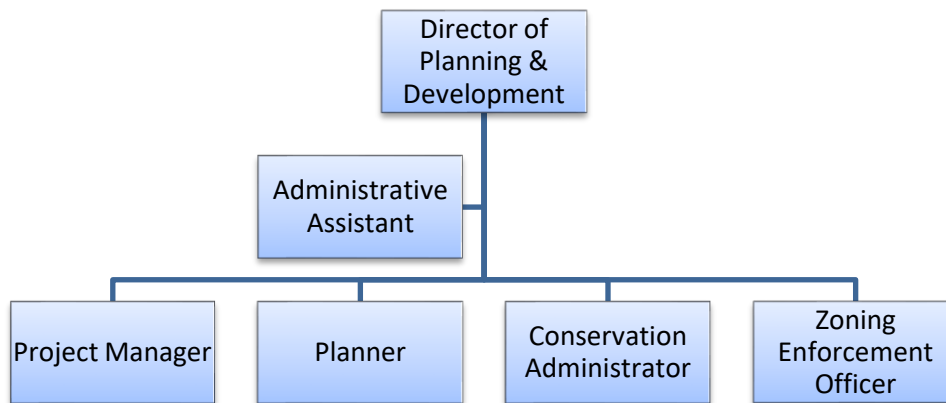 Director of
Planning &
Development
Administrative
Assistant
Project Manager
Planner
Conservation
Administrator
Zoning
Enforcement
Officer